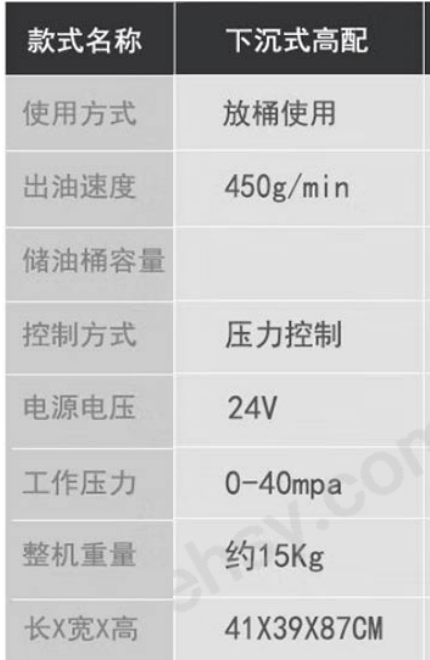 款式名称 下沉式高配
使用方式 放桶使用
出油速度 450g/min
储油桶容量
控制方式 压力控制
电源电压 24V
工作压力 0-40mpa
整机重量 约15Kg
长X宽X高 41X39X87CM
ehsy.com